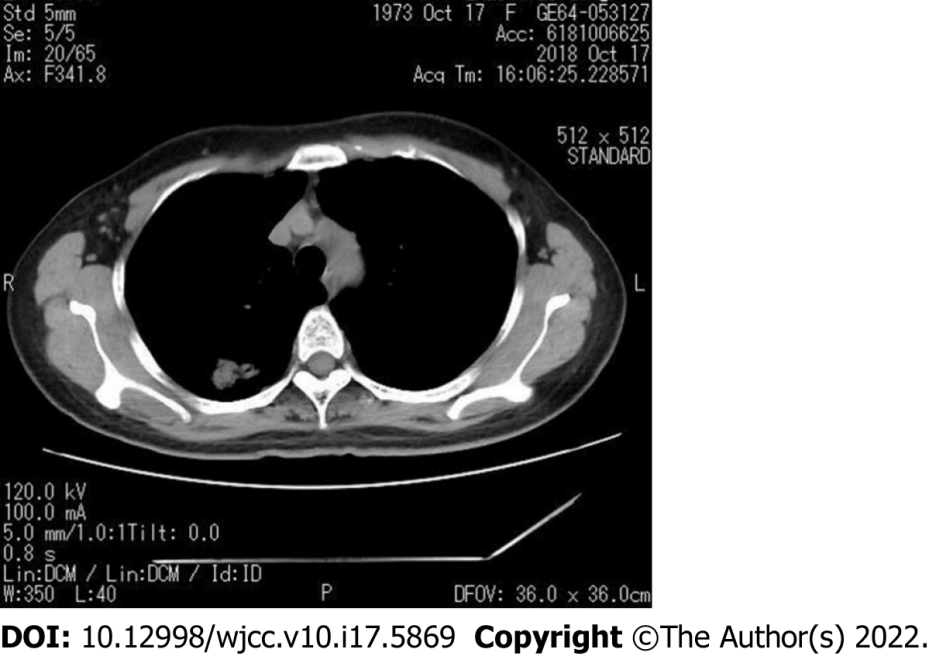 Std 5mm
Se: 5/5
Im: 20/65
Ax: F341.8
1973 Oct 17 F GE64-053127
Acc: 6181006625
2018 Oct 17
Acq Tm: 16:06:25.228571
512 x 512
STANDARD
R
L
120.0 kV
100.0 mA
5.0 mm/1.0:1Tilt: 0.0
0.8 s
Lin:DCM / Lin:DCM / Id:ID
W:350 L:40
P
DFOV: 36.0 x 36.0cm
DOI: 10.12998/wjcc.v10.i17.5869 Copyright ©The Author(s) 2022.